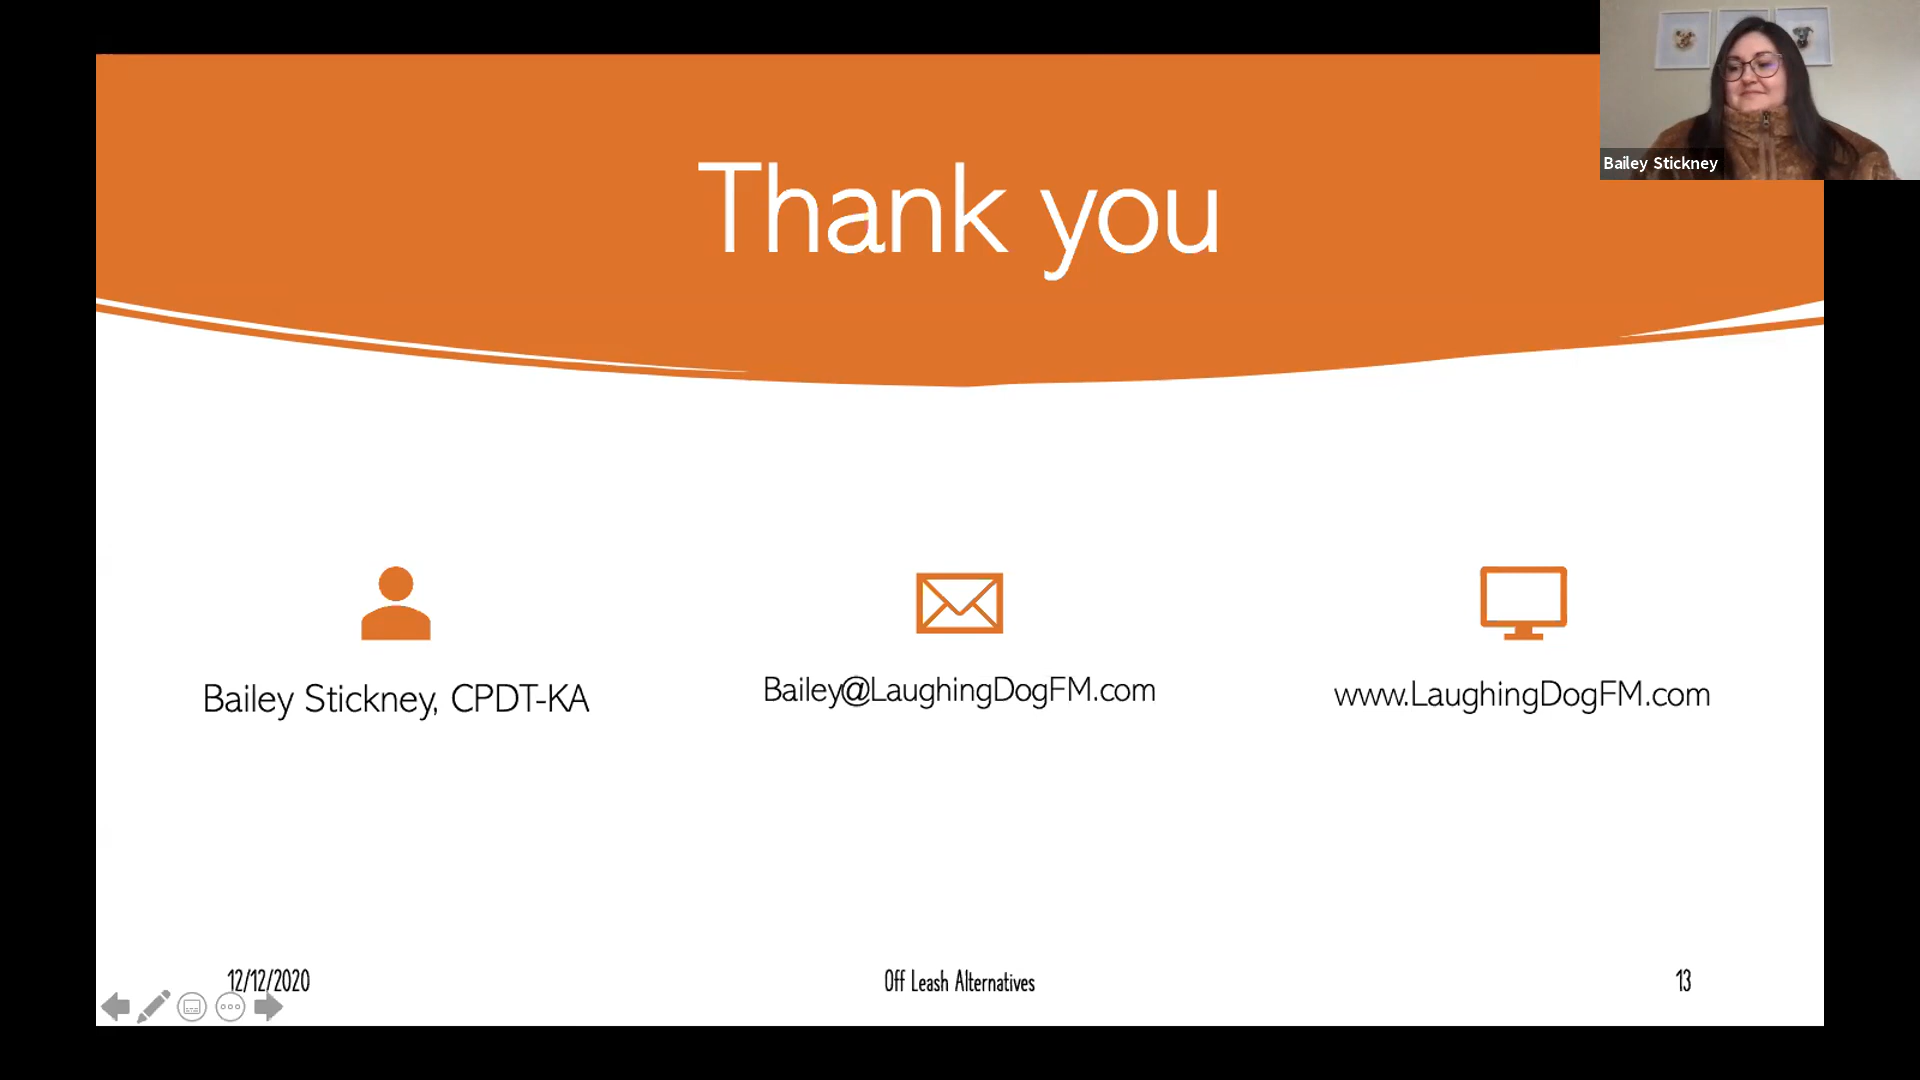 Thank you
Bailey Stickney
Bailey Stickney, CPDT-KA
Bailey@LaughingDogFM.com
www.LaughingDogFM.com
12/12/2020
Off Leash Alternatives
13